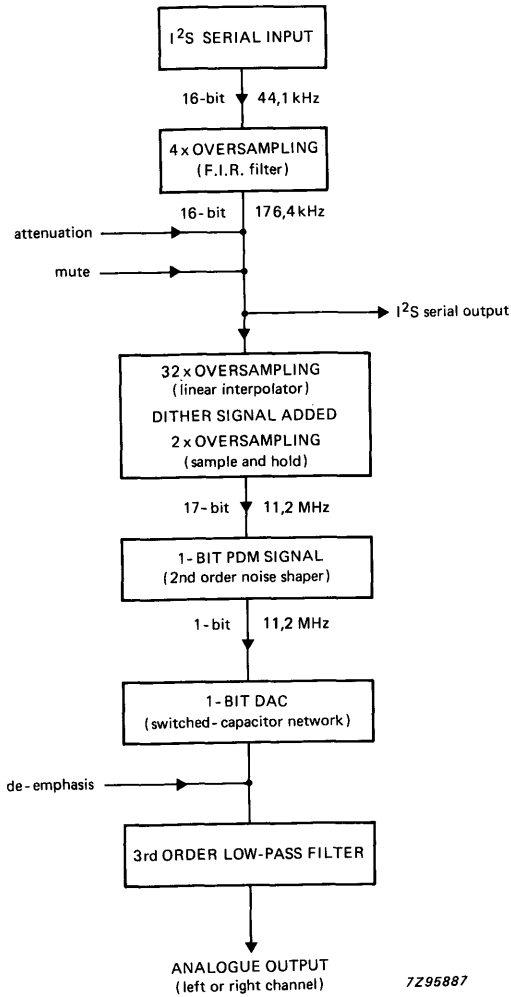 I²S SERIAL INPUT
16-bit 44,1 kHz
4 x OVERSAMPLING
(F.I.R. filter)
16-bit 176,4 kHz
attenuation
mute
I²S serial output
32 x OVERSAMPLING
(linear interpolator)
DITHER SIGNAL ADDED
2 x OVERSAMPLING
(sample and hold)
17-bit 11,2 MHz
1-BIT PDM SIGNAL
(2nd order noise shaper)
1-bit 11,2 MHz
1-BIT DAC
(switched-capacitor network)
de-emphasis
3rd ORDER LOW-PASS FILTER
ANALOGUE OUTPUT
(left or right channel)
7Z95887